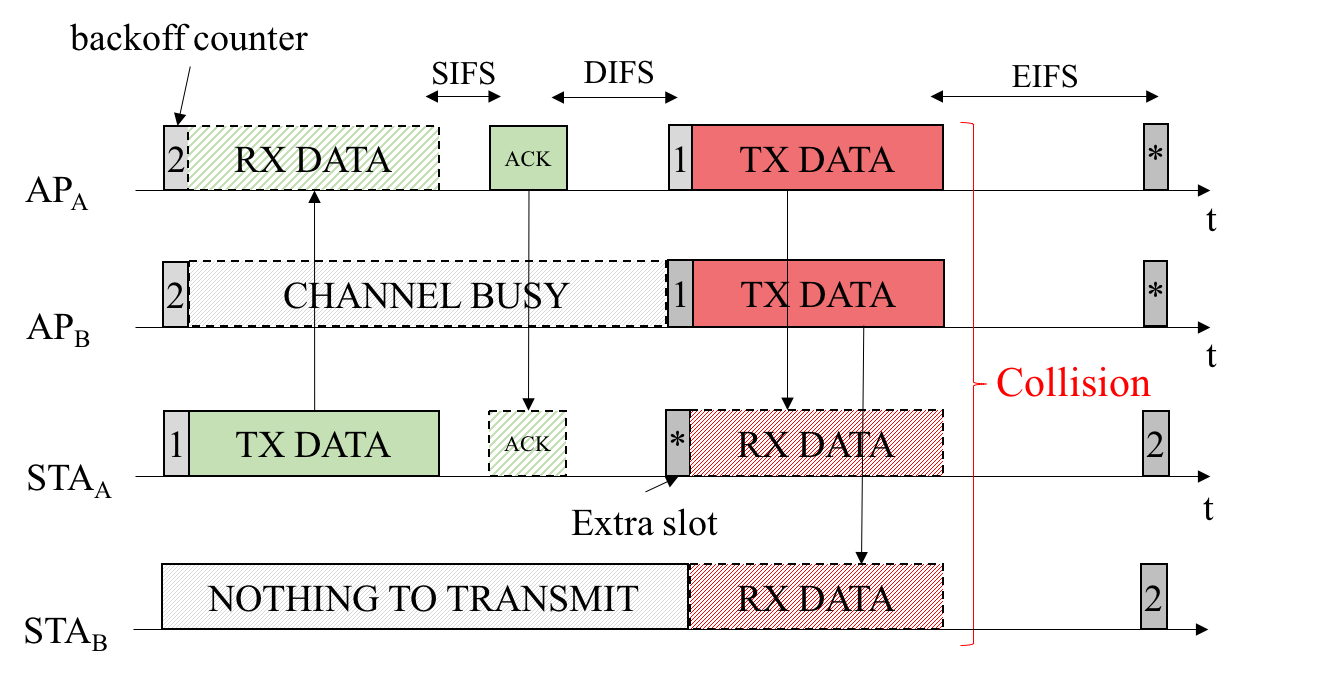 backoff counter
SIFS
DIFS
EIFS
2 RX DATA ACK 1 TX DATA *
AP_A
t
2 CHANNEL BUSY 1 TX DATA *
AP_B
t
Collision
1 TX DATA ACK * RX DATA 2
STA_A
t
Extra slot
NOTHING TO TRANSMIT RX DATA 2
STA_B